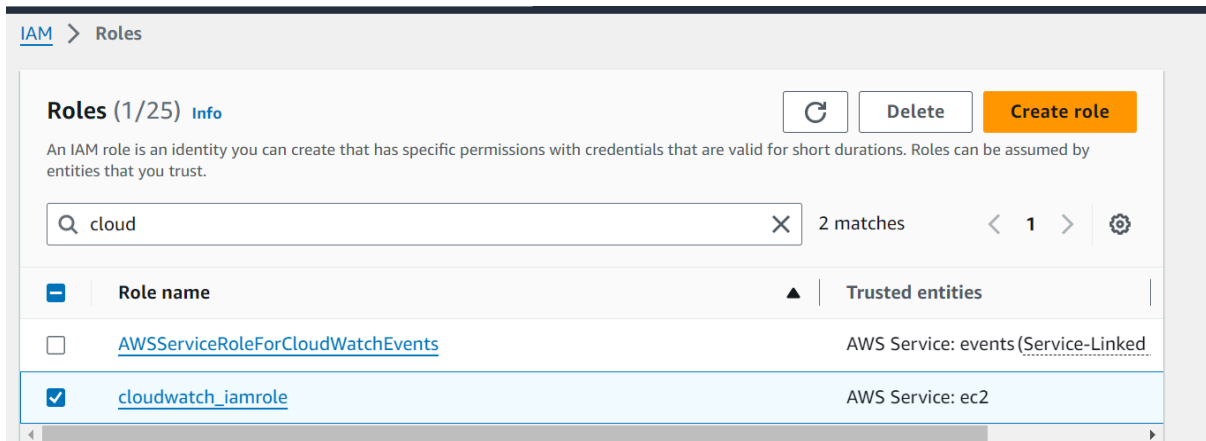 IAM > Roles
Roles (1/25) Info
Delete
Create role
An IAM role is an identity you can create that has specific permissions with credentials that are valid for short durations. Roles can be assumed by
entities that you trust.
cloud
2 matches
1
Role name
Trusted entities
AWSServiceRoleForCloudWatchEvents
AWS Service: events (Service-Linked
cloudwatch_iamrole
AWS Service: ec2